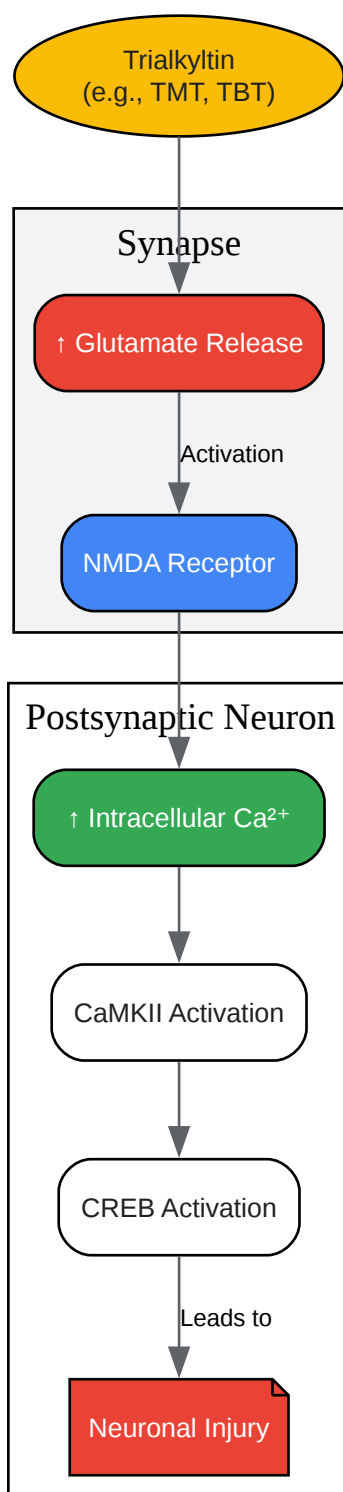 Trialkyltin
(e.g., TMT, TBT)
Synapse
↑ Glutamate Release
Activation
NMDA Receptor
Postsynaptic Neuron
↑ Intracellular Ca²⁺
CaMKII Activation
CREB Activation
Leads to
Neuronal Injury